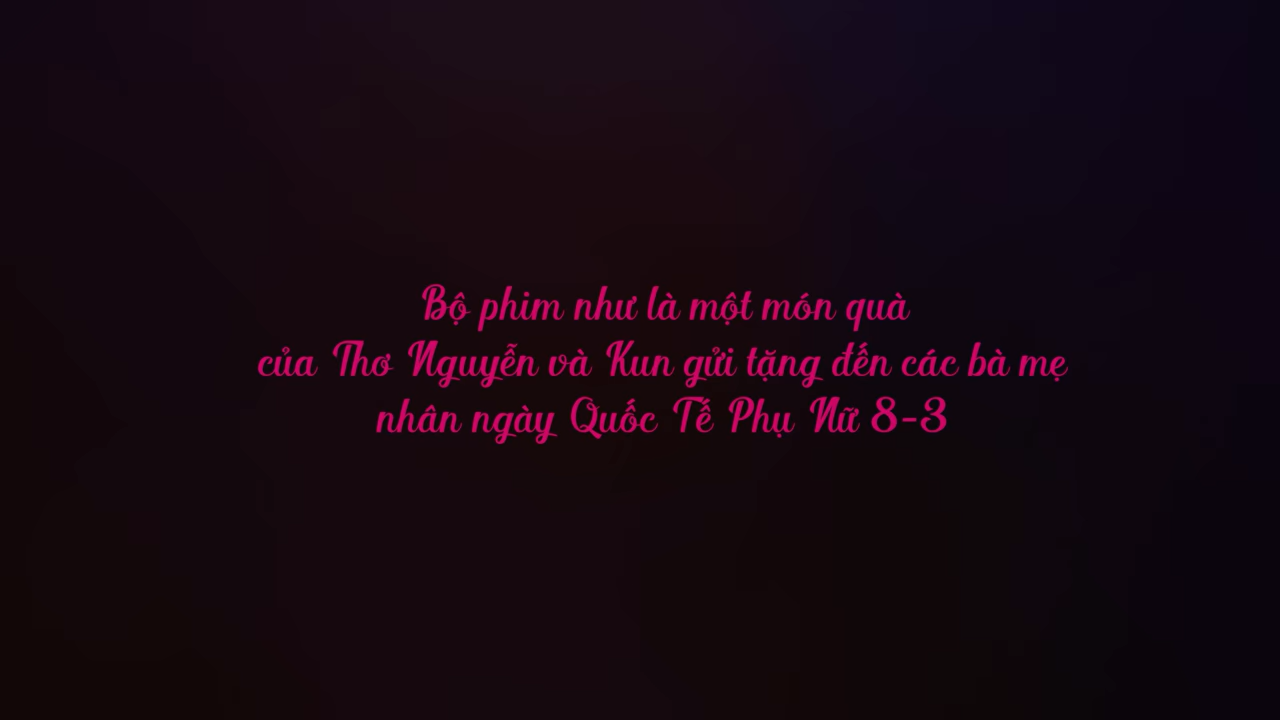 Bộ phim như là một món quà
của Thơ Nguyễn và Kun gửi tặng đến các bà mẹ
nhân ngày Quốc Tế Phụ Nữ 8-3